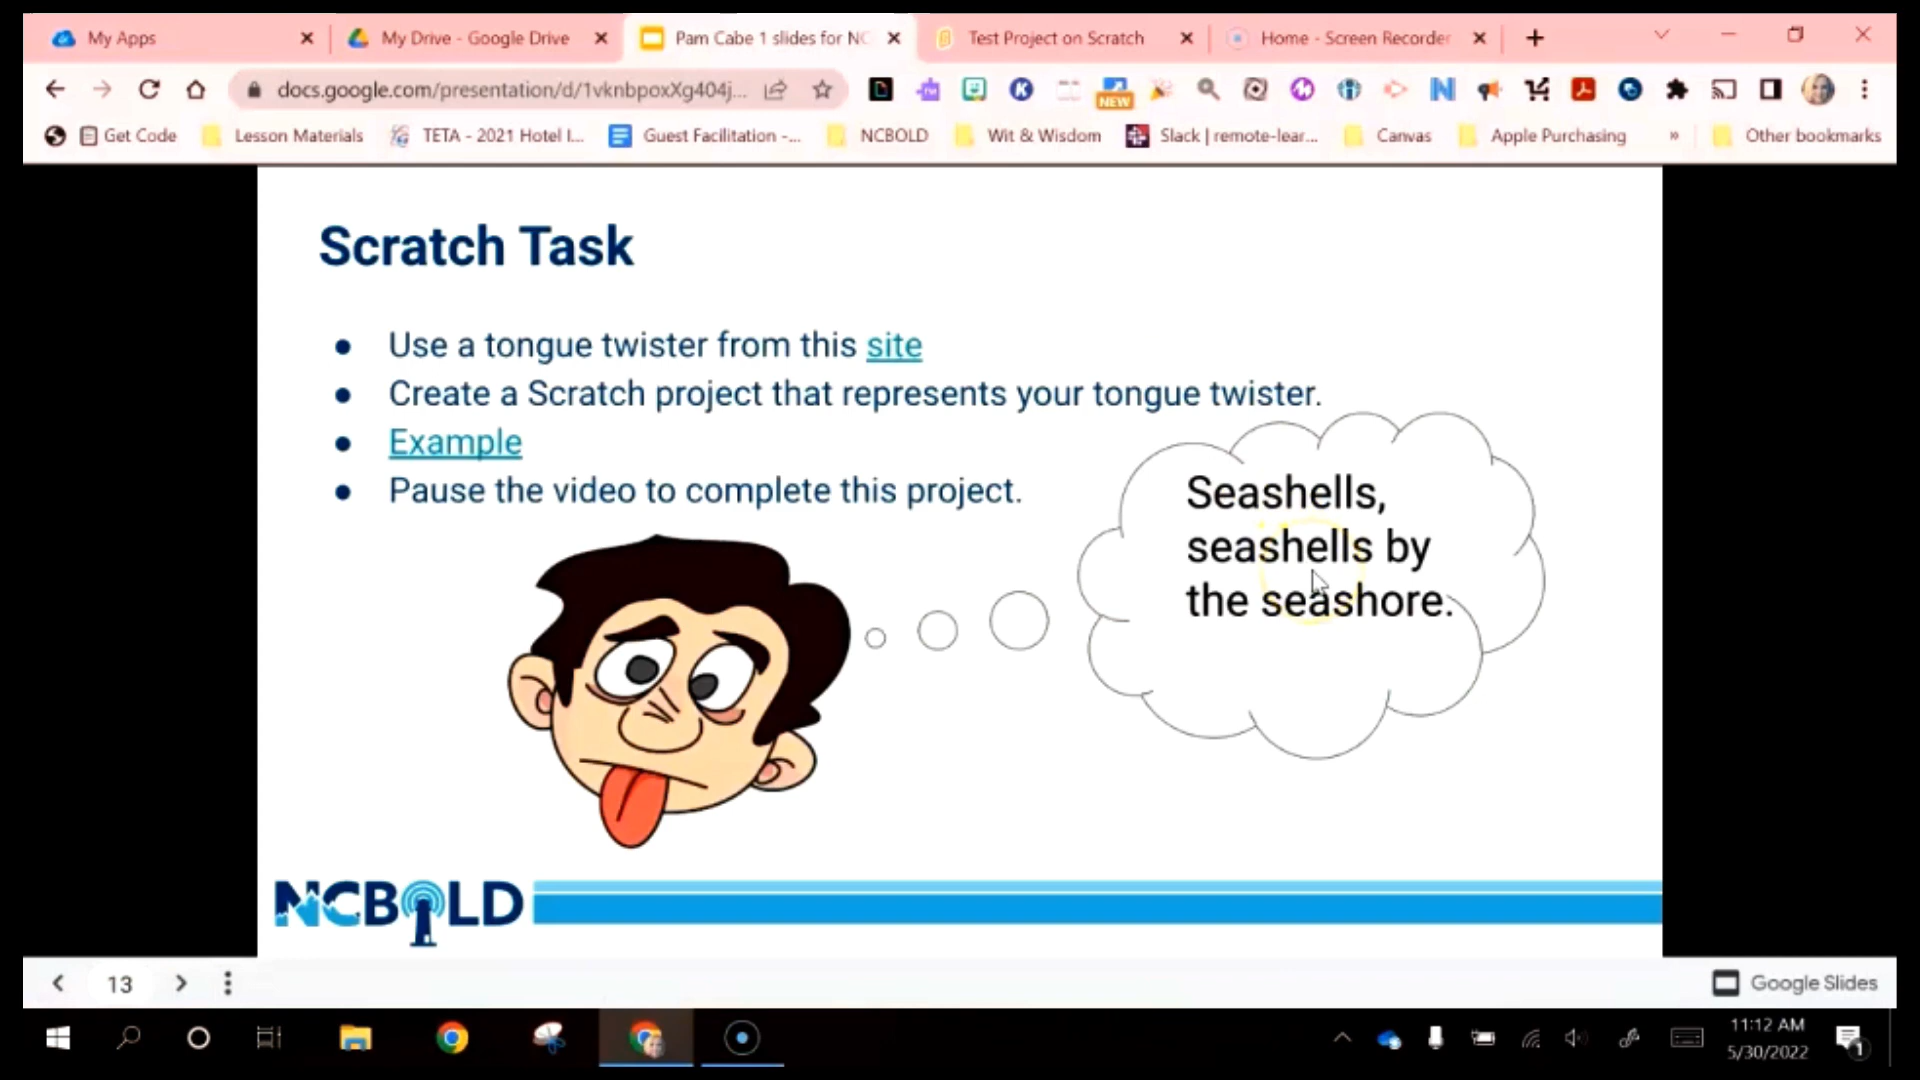 My Apps
My Drive - Google Drive
Pam Cabe 1 slides for NC
Test Project on Scratch
Home - Screen Recorder
docs.google.com/presentation/d/1vknbpoxXg404j...
NEW
Get Code
Lesson Materials
TETA - 2021 Hotel I...
Guest Facilitation -...
NCBOLD
Wit & Wisdom
Slack | remote-lear...
Canvas
Apple Purchasing
»
Other bookmarks
Scratch Task
● Use a tongue twister from this site
● Create a Scratch project that represents your tongue twister.
● Example
● Pause the video to complete this project.
Seashells,
seashells by
the seashore.
NCBOLD
13
Google Slides
11:12 AM
5/30/2022
1